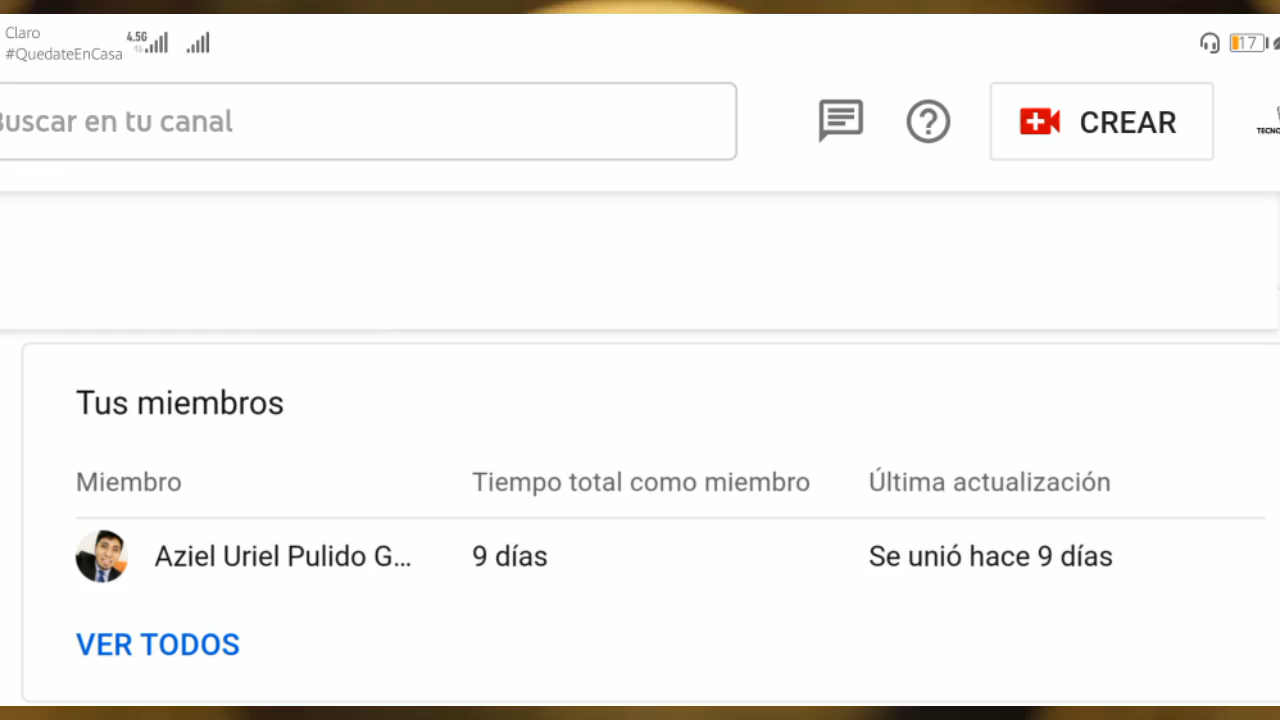 Claro
4.5G
#QuedateEnCasa
17
Buscar en tu canal
CREAR
Tus miembros
Miembro Tiempo total como miembro Última actualización
Aziel Uriel Pulido G... 9 días Se unió hace 9 días
VER TODOS